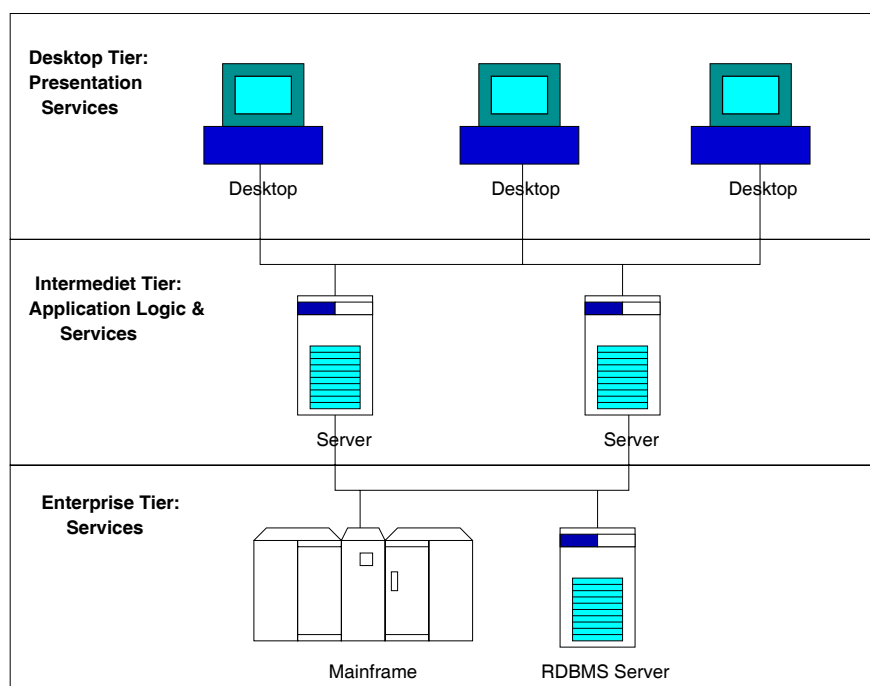 Desktop Tier:
Presentation
Services
Desktop
Desktop
Desktop
Intermediet Tier:
Application Logic &
Services
Server
Server
Enterprise Tier:
Services
Mainframe
RDBMS Server